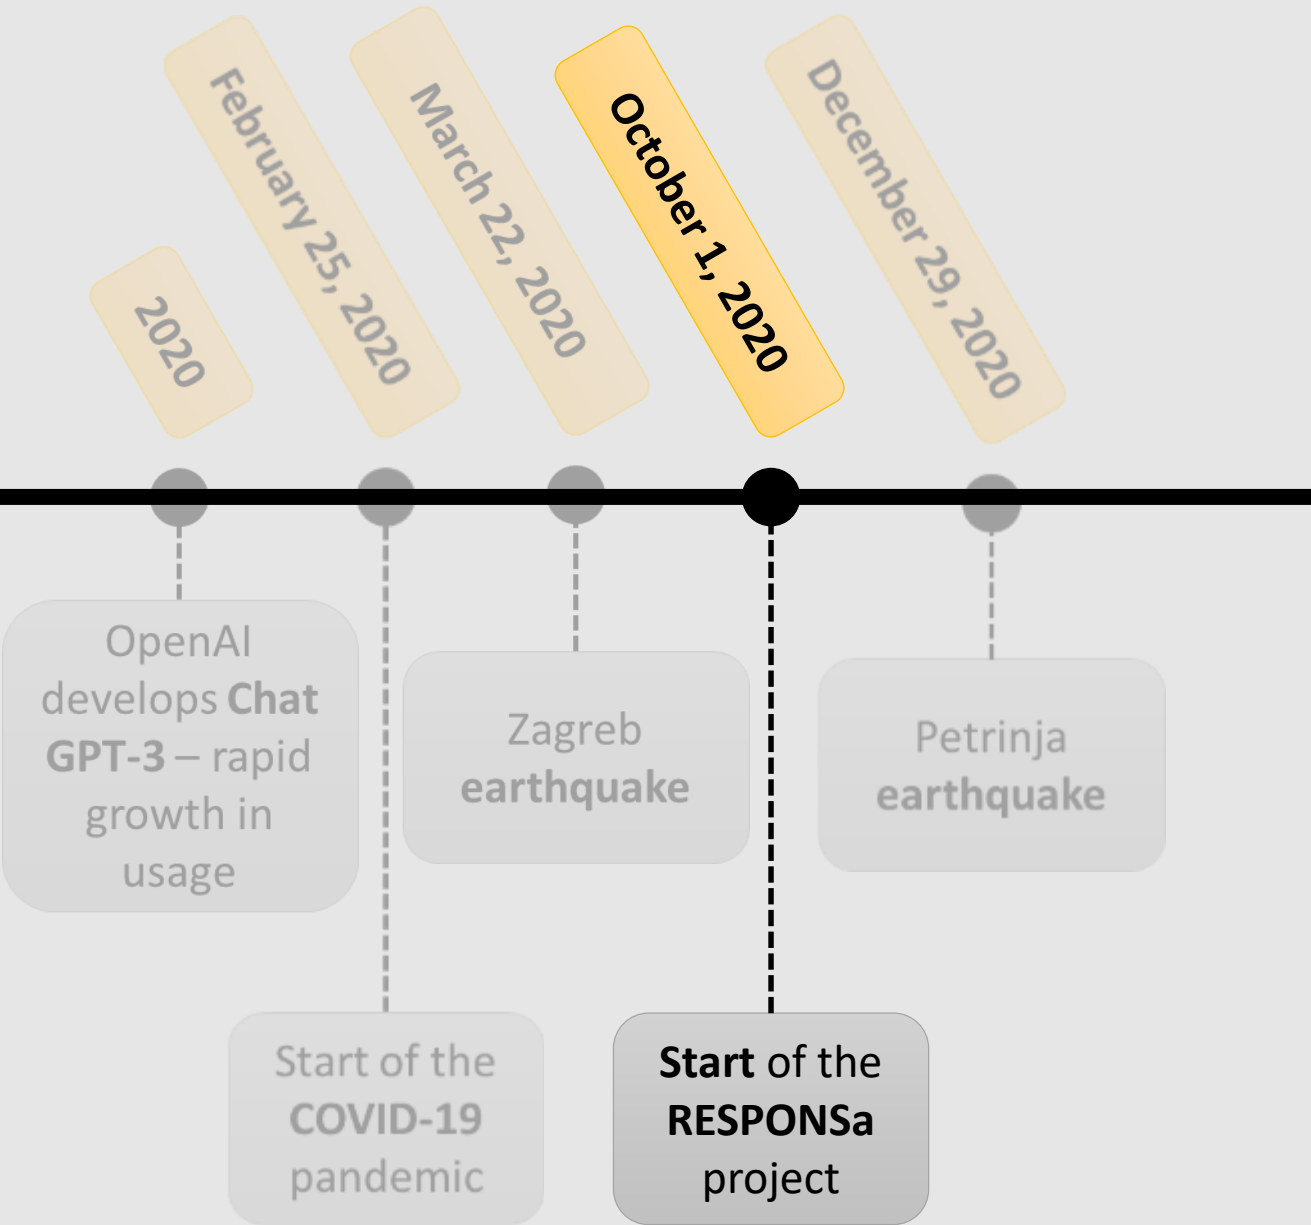 2020
February 25, 2020
March 22, 2020
October 1, 2020
December 29, 2020
OpenAI
develops Chat
GPT-3 – rapid
growth in
usage
Zagreb
earthquake
Petrinja
earthquake
Start of the
COVID-19
pandemic
Start of the
RESPONSa
project